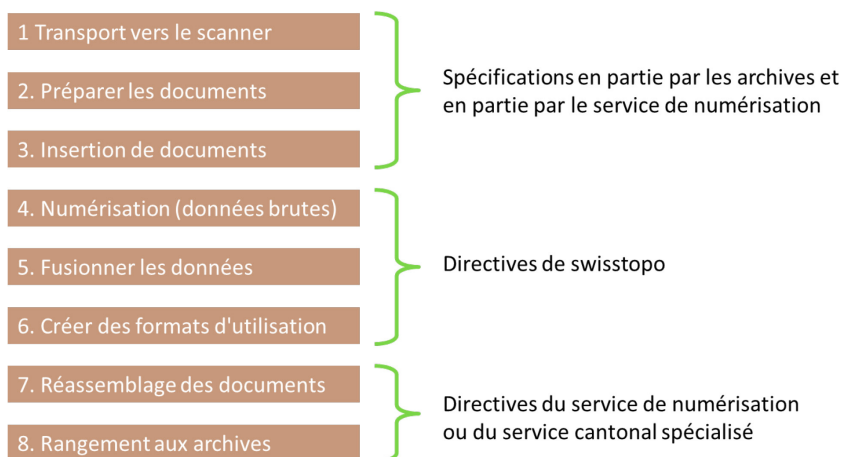 1 Transport vers le scanner
2. Préparer les documents
3. Insertion de documents
Spécifications en partie par les archives et
en partie par le service de numérisation
4. Numérisation (données brutes)
5. Fusionner les données
6. Créer des formats d'utilisation
Directives de swisstopo
7. Réassemblage des documents
8. Rangement aux archives
Directives du service de numérisation
ou du service cantonal spécialisé